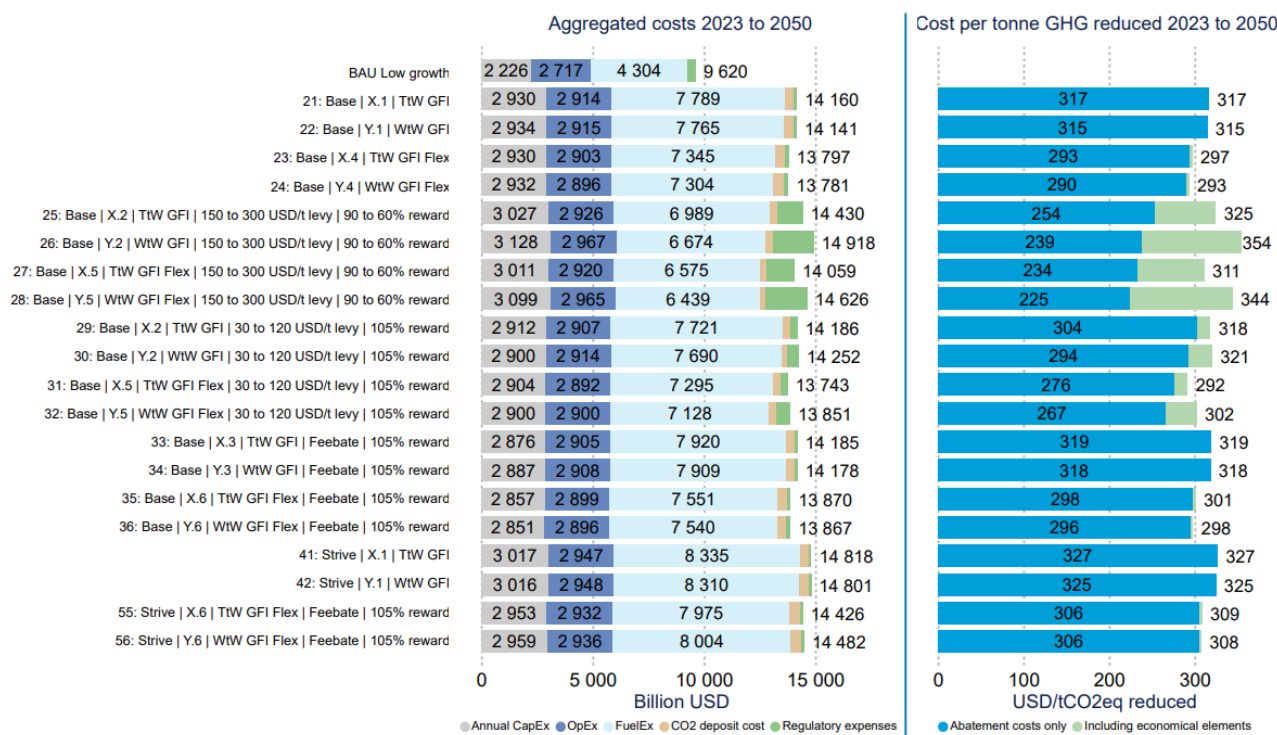 Aggregated costs 2023 to 2050
Cost per tonne GHG reduced 2023 to 2050
BAU Low growth 2 226 2 717 4 304 9 620
21: Base | X.1 | TtW GFI 2 930 2 914 7 789 14 160 317 317
22: Base | Y.1 | WtW GFI 2 934 2 915 7 765 14 141 315 315
23: Base | X.4 | TtW GFI Flex 2 930 2 903 7 345 13 797 293 297
24: Base | Y.4 | WtW GFI Flex 2 932 2 896 7 304 13 781 290 293
25: Base | X.2 | TtW GFI | 150 to 300 USD/t levy | 90 to 60% reward 3 027 2 926 6 989 14 430 254 325
26: Base | Y.2 | WtW GFI | 150 to 300 USD/t levy | 90 to 60% reward 3 128 2 967 6 674 14 918 239 354
27: Base | X.5 | TtW GFI Flex | 150 to 300 USD/t levy | 90 to 60% reward 3 011 2 920 6 575 14 059 234 311
28: Base | Y.5 | WtW GFI Flex | 150 to 300 USD/t levy | 90 to 60% reward 3 099 2 965 6 439 14 626 225 344
29: Base | X.2 | TtW GFI | 30 to 120 USD/t levy | 105% reward 2 912 2 907 7 721 14 186 304 318
30: Base | Y.2 | WtW GFI | 30 to 120 USD/t levy | 105% reward 2 900 2 914 7 690 14 252 294 321
31: Base | X.5 | TtW GFI Flex | 30 to 120 USD/t levy | 105% reward 2 904 2 892 7 295 13 743 276 292
32: Base | Y.5 | WtW GFI Flex | 30 to 120 USD/t levy | 105% reward 2 900 2 900 7 128 13 851 267 302
33: Base | X.3 | TtW GFI | Feebate | 105% reward 2 876 2 905 7 920 14 185 319 319
34: Base | Y.3 | WtW GFI | Feebate | 105% reward 2 887 2 908 7 909 14 178 318 318
35: Base | X.6 | TtW GFI Flex | Feebate | 105% reward 2 857 2 899 7 551 13 870 298 301
36: Base | Y.6 | WtW GFI Flex | Feebate | 105% reward 2 851 2 896 7 540 13 867 296 298
41: Strive | X.1 | TtW GFI 3 017 2 947 8 335 14 818 327 327
42: Strive | Y.1 | WtW GFI 3 016 2 948 8 310 14 801 325 325
55: Strive | X.6 | TtW GFI Flex | Feebate | 105% reward 2 953 2 932 7 975 14 426 306 309
56: Strive | Y.6 | WtW GFI Flex | Feebate | 105% reward 2 959 2 936 8 004 14 482 306 308
0 5 000 10 000 15 000 0 100 200 300
Billion USD USD/tCO2eq reduced
Annual CapEx OpEx FuelEx CO2 deposit cost Regulatory expenses Abatement costs only Including economical elements